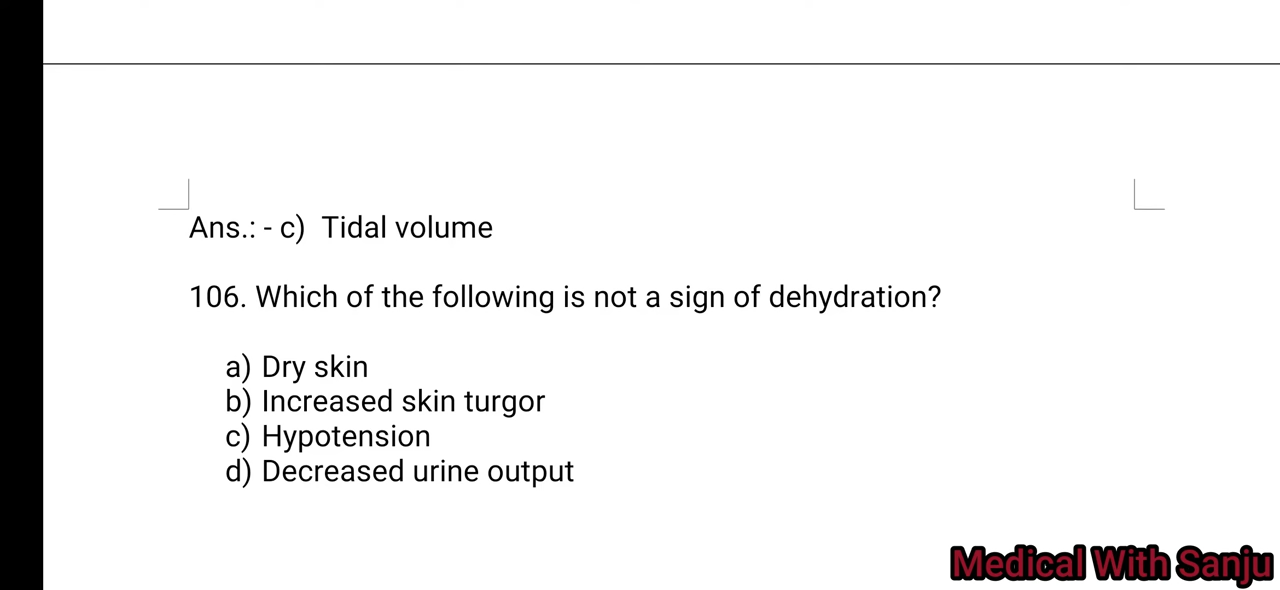 Ans.: - c)  Tidal volume
106. Which of the following is not a sign of dehydration?
a) Dry skin
b) Increased skin turgor
c) Hypotension
d) Decreased urine output
Medical With Sanju